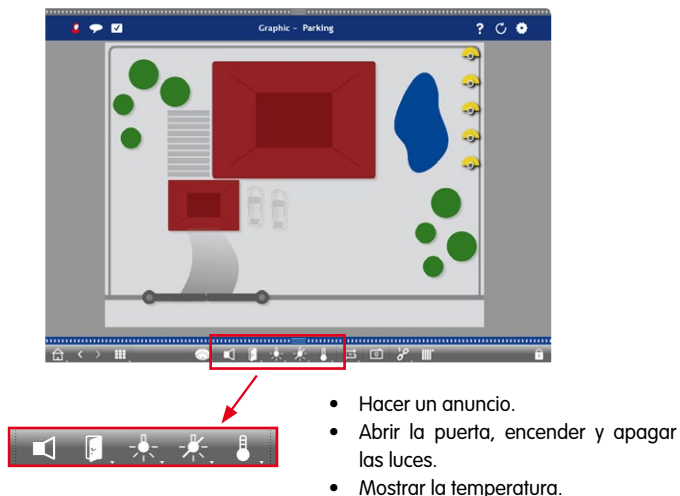 Graphic - Parking
?
• Hacer un anuncio.
• Abrir la puerta, encender y apagar
las luces.
• Mostrar la temperatura.